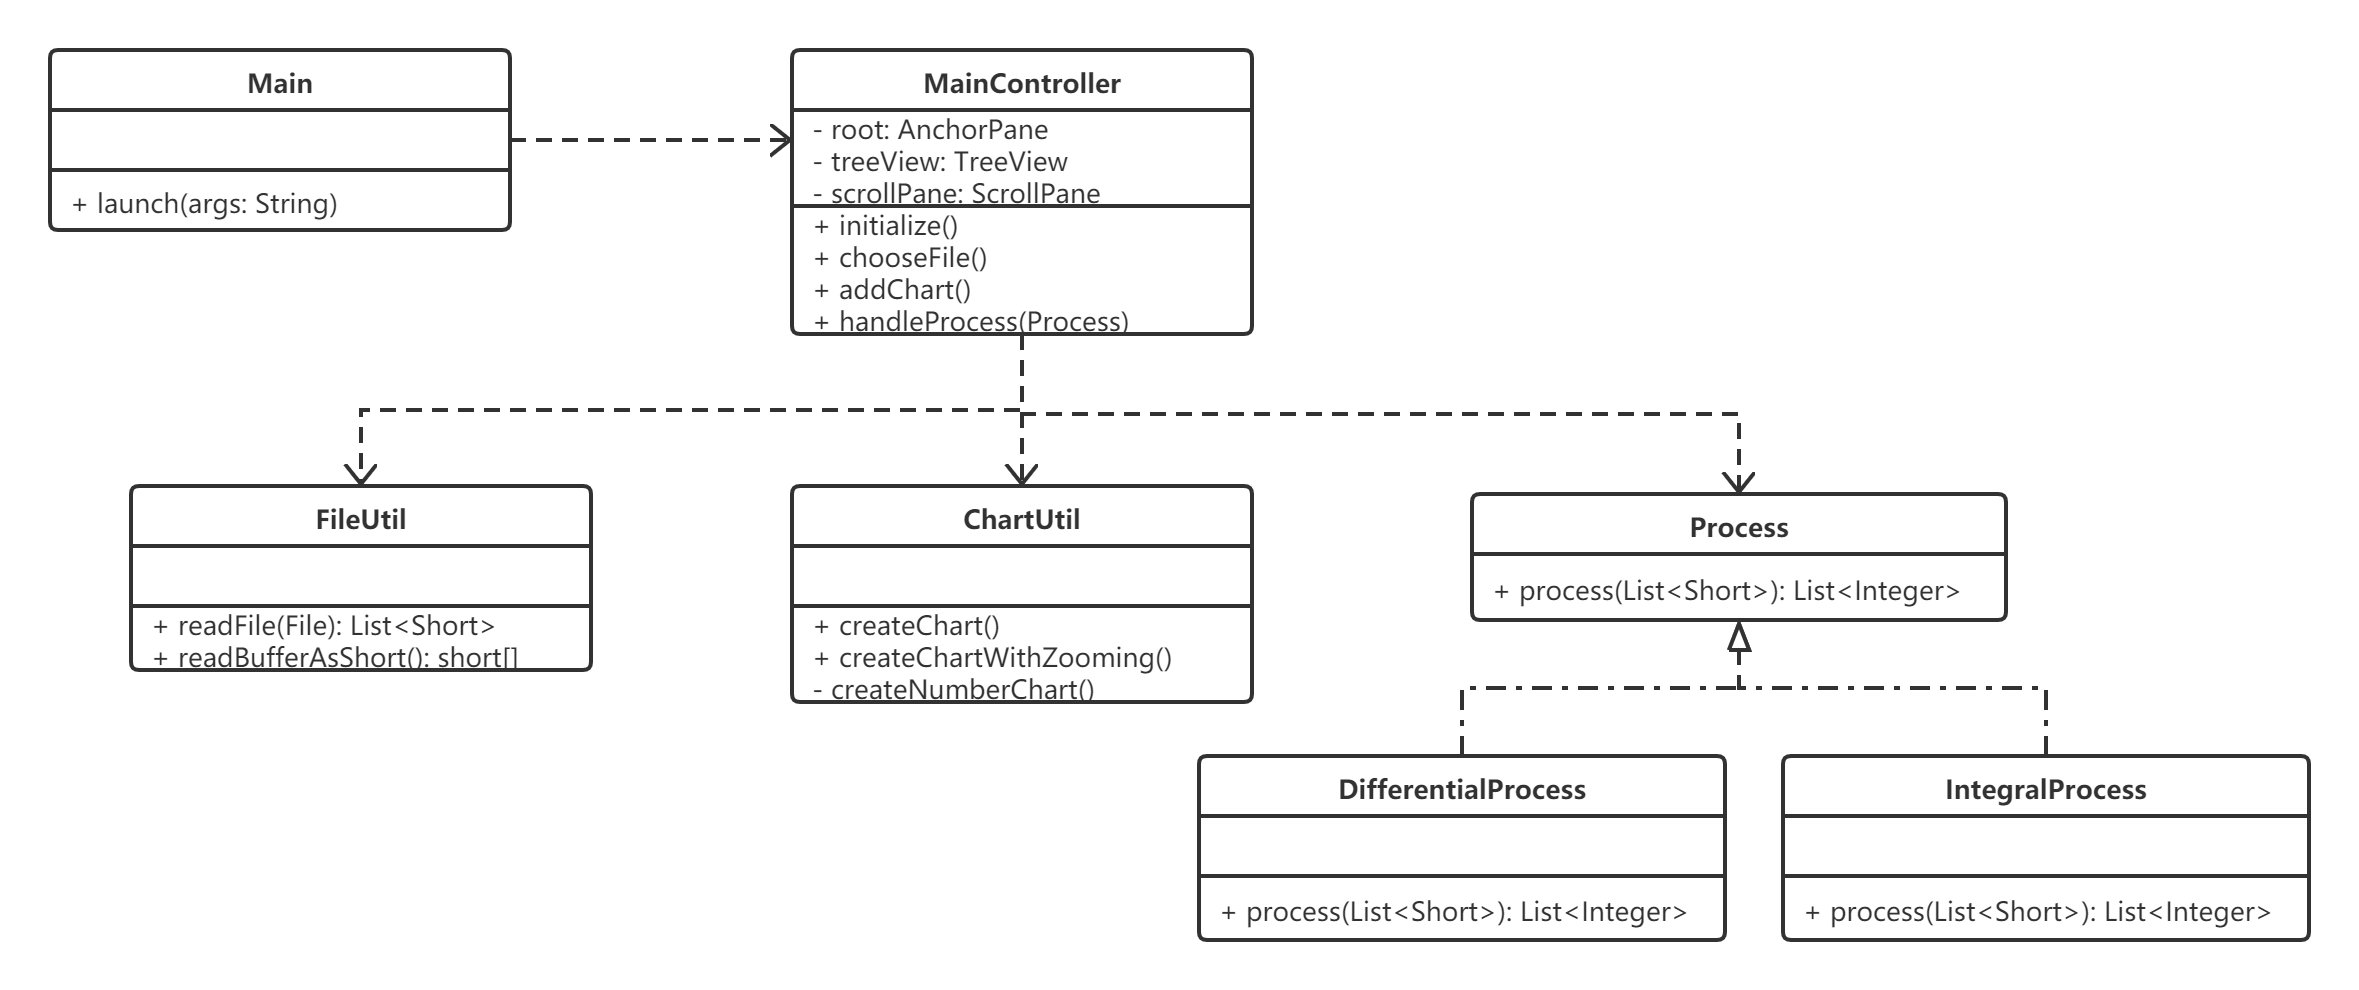 Main
+ launch(args: String)
MainController
- root: AnchorPane
- treeView: TreeView
- scrollPane: ScrollPane
+ initialize()
+ chooseFile()
+ addChart()
+ handleProcess(Process)
FileUtil
+ readFile(File): List<Short>
+ readBufferAsShort(): short[]
ChartUtil
+ createChart()
+ createChartWithZooming()
- createNumberChart()
Process
+ process(List<Short>): List<Integer>
DifferentialProcess
+ process(List<Short>): List<Integer>
IntegralProcess
+ process(List<Short>): List<Integer>